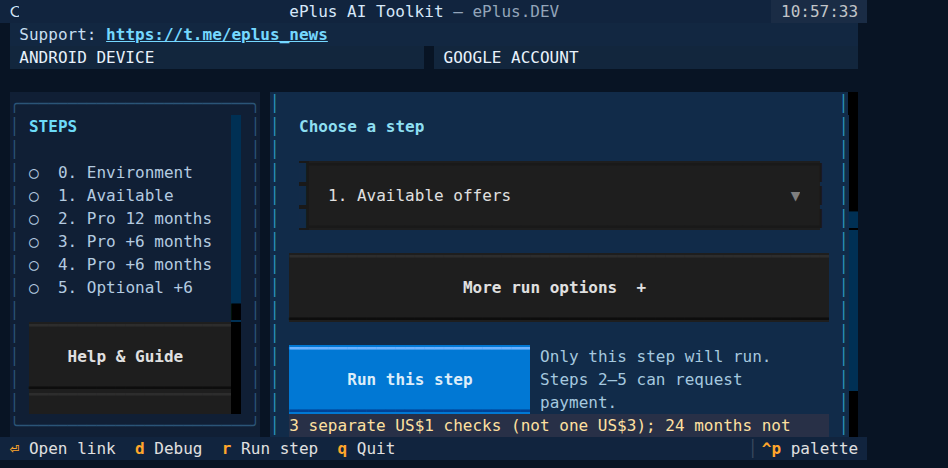 ePlus AI Toolkit — ePlus.DEV
10:57:33
Support: https://t.me/eplus_news
ANDROID DEVICE
GOOGLE ACCOUNT
STEPS
○ 0. Environment
○ 1. Available
○ 2. Pro 12 months
○ 3. Pro +6 months
○ 4. Pro +6 months
○ 5. Optional +6
Help & Guide
Choose a step
1. Available offers ▼
More run options +
Run this step
Only this step will run.
Steps 2–5 can request
payment.
3 separate US$1 checks (not one US$3); 24 months not
⏎ Open link d Debug r Run step q Quit
^p palette